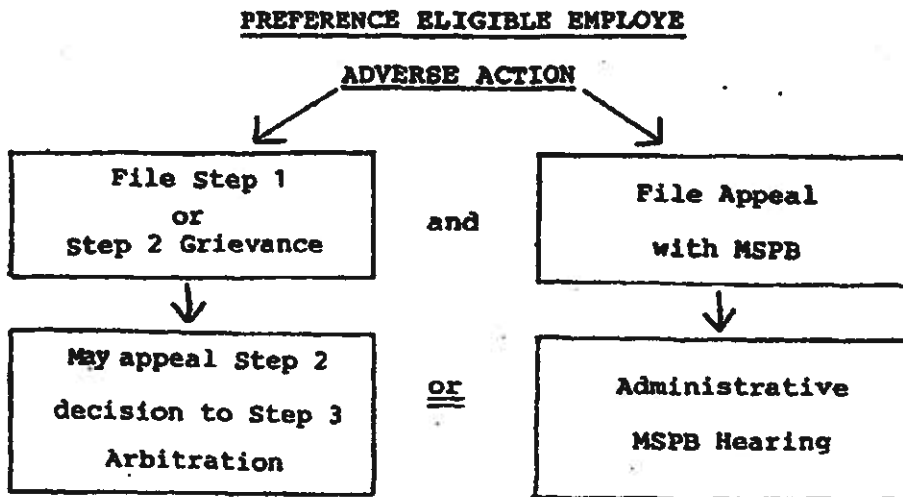 PREFERENCE ELIGIBLE EMPLOYE
ADVERSE ACTION
File Step 1
or
Step 2 Grievance
and
File Appeal
with MSPB
May appeal Step 2
decision to Step 3
Arbitration
or
Administrative
MSPB Hearing